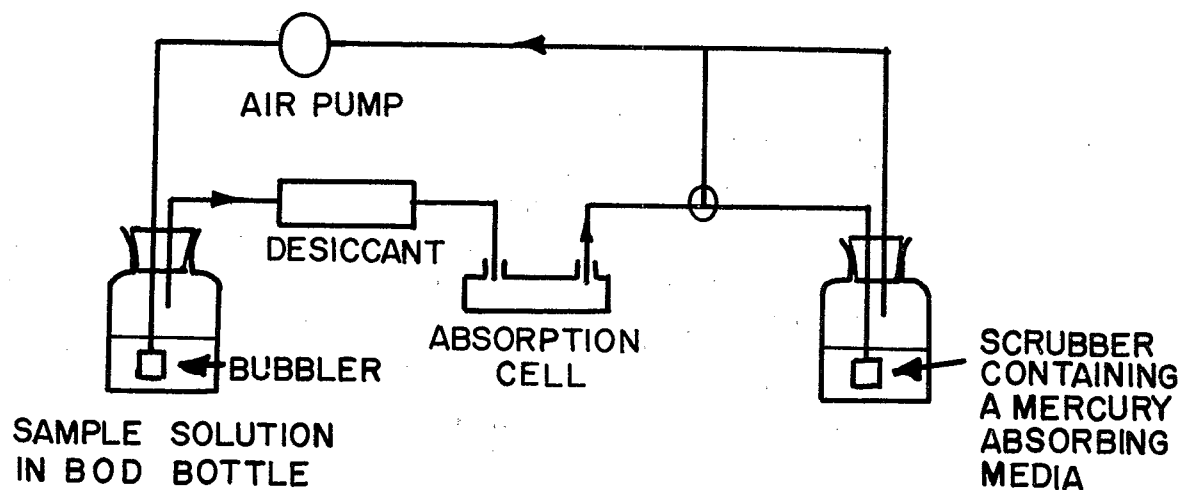 AIR PUMP
DESICCANT
ABSORPTION
CELL
BUBBLER
SCRUBBER
CONTAINING
A MERCURY
ABSORBING
MEDIA
SAMPLE SOLUTION
IN BOD BOTTLE